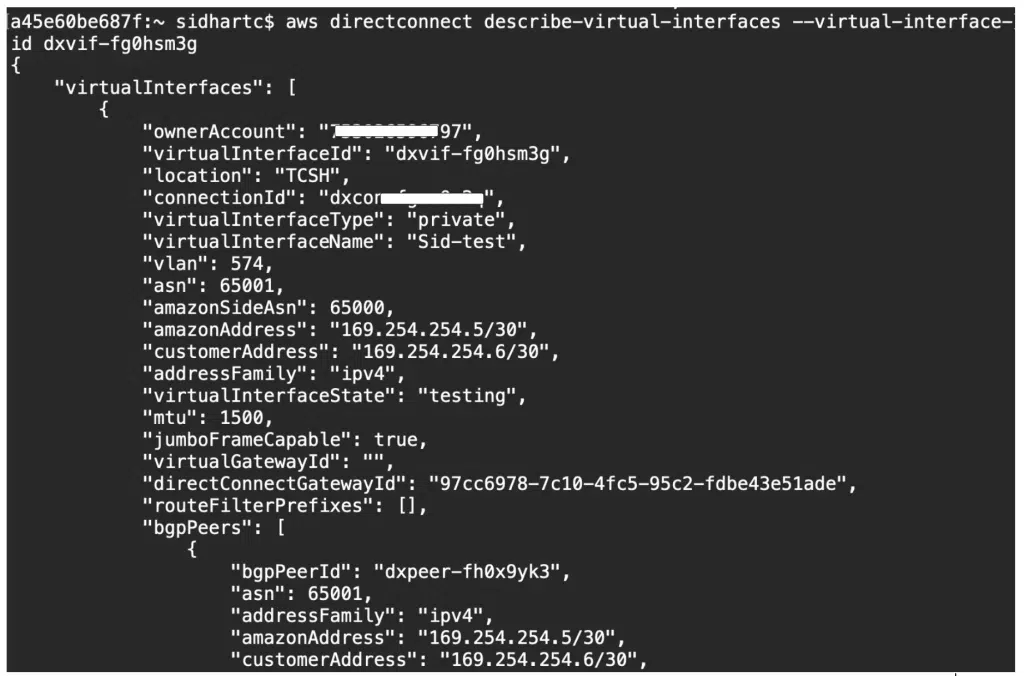 a45e60be687f:~ sidhartc$ aws directconnect describe-virtual-interfaces --virtual-interface-
id dxvif-fg0hsm3g
{
    "virtualInterfaces": [
        {
            "ownerAccount": "7 97",
            "virtualInterfaceId": "dxvif-fg0hsm3g",
            "location": "TCSH",
            "connectionId": "dxcon ",
            "virtualInterfaceType": "private",
            "virtualInterfaceName": "Sid-test",
            "vlan": 574,
            "asn": 65001,
            "amazonSideAsn": 65000,
            "amazonAddress": "169.254.254.5/30",
            "customerAddress": "169.254.254.6/30",
            "addressFamily": "ipv4",
            "virtualInterfaceState": "testing",
            "mtu": 1500,
            "jumboFrameCapable": true,
            "virtualGatewayId": "",
            "directConnectGatewayId": "97cc6978-7c10-4fc5-95c2-fdbe43e51ade",
            "routeFilterPrefixes": [],
            "bgpPeers": [
                {
                    "bgpPeerId": "dxpeer-fh0x9yk3",
                    "asn": 65001,
                    "addressFamily": "ipv4",
                    "amazonAddress": "169.254.254.5/30",
                    "customerAddress": "169.254.254.6/30",